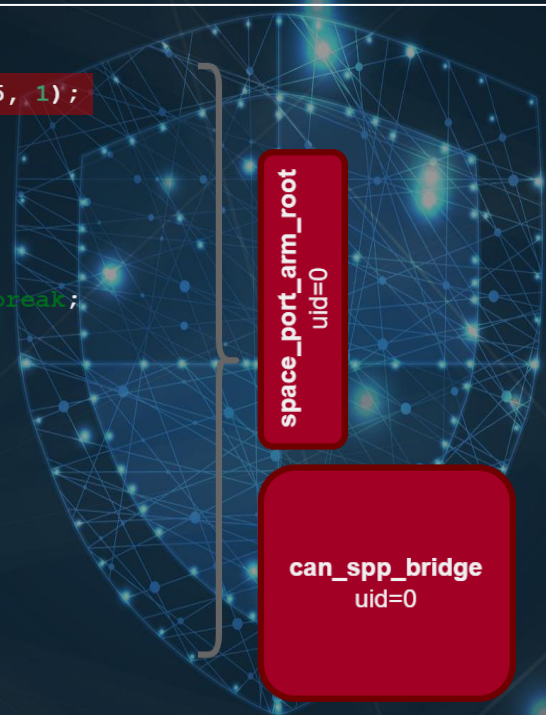 , 1);
break;
space_port_arm_root
uid=0
can_spp_bridge
uid=0